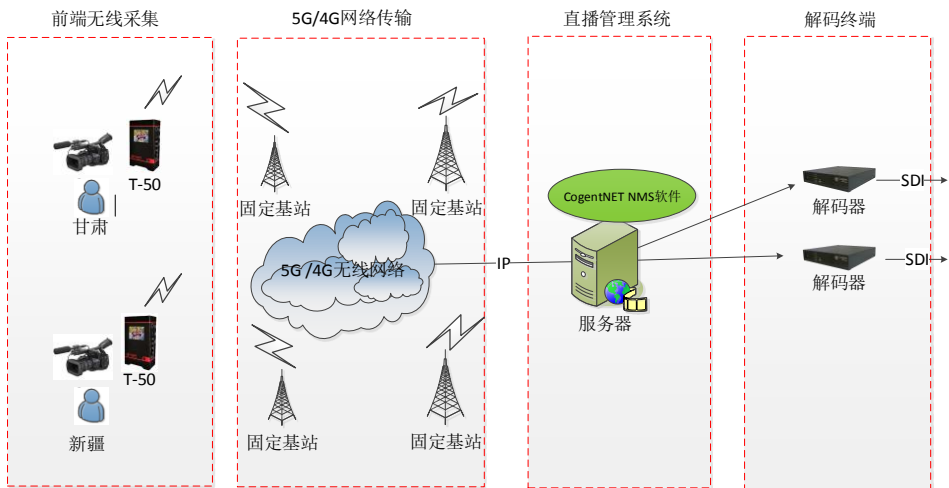 前端无线采集
5G/4G网络传输
直播管理系统
解码终端
T-50
甘肃
T-50
新疆
固定基站
固定基站
5G /4G无线网络
固定基站
固定基站
IP
CogentNET NMS软件
服务器
解码器
SDI
解码器
SDI